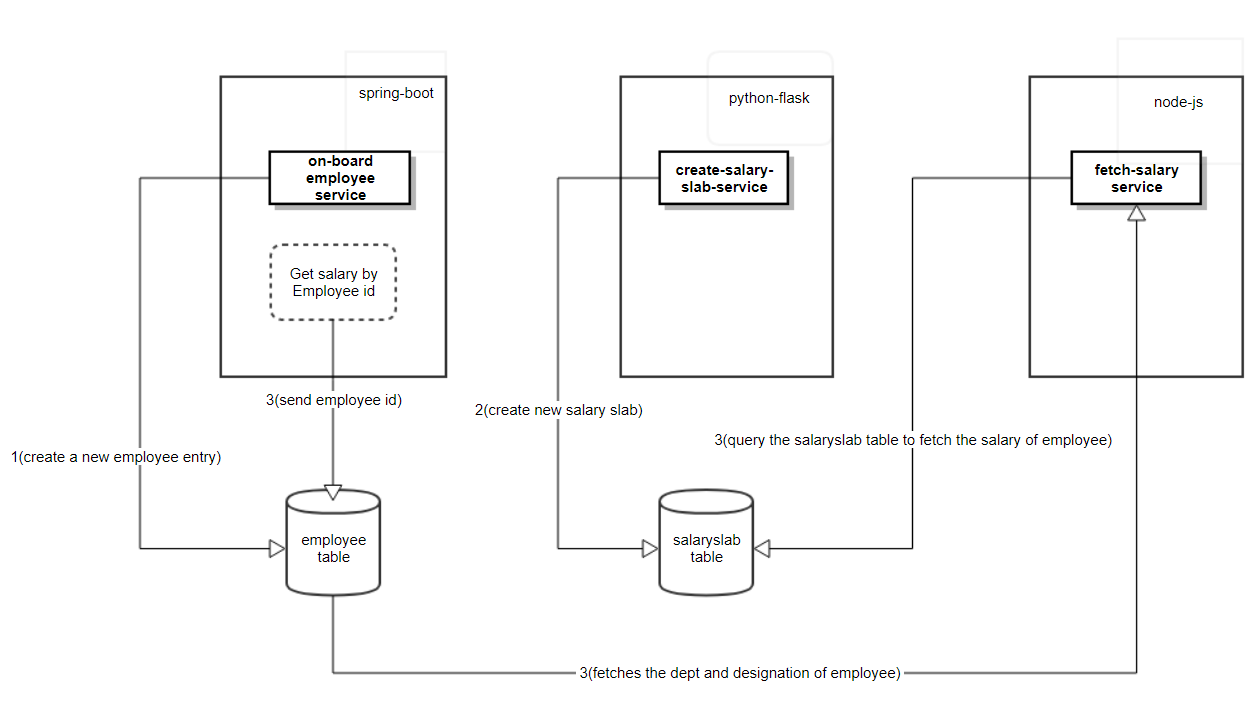 spring-boot
python-flask
node-js
on-board
employee
service
create-salary-
slab-service
fetch-salary
service
Get salary by
Employee id
3(send employee id)
2(create new salary slab)
3(query the salaryslab table to fetch the salary of employee)
1(create a new employee entry)
employee
table
salaryslab
table
3(fetches the dept and designation of employee)